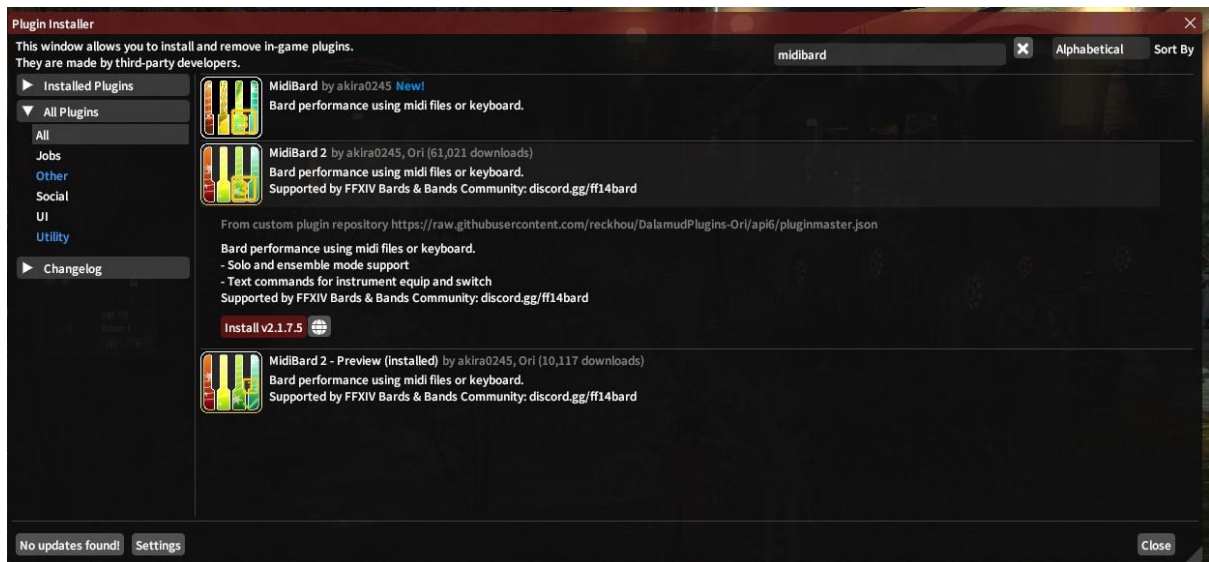 Plugin Installer
This window allows you to install and remove in-game plugins.
They are made by third-party developers.
midibard
Alphabetical
Sort By
Installed Plugins
All Plugins
All
Jobs
Other
Social
UI
Utility
Changelog
MidiBard by akira0245 New!
Bard performance using midi files or keyboard.
MidiBard 2 by akira0245, Ori (61,021 downloads)
Bard performance using midi files or keyboard.
Supported by FFXIV Bards & Bands Community: discord.gg/ff14bard
From custom plugin repository https://raw.githubusercontent.com/reckhou/DalamudPlugins-Ori/api6/pluginmaster.json
Bard performance using midi files or keyboard.
- Solo and ensemble mode support
- Text commands for instrument equip and switch
Supported by FFXIV Bards & Bands Community: discord.gg/ff14bard
Install v2.1.7.5
MidiBard 2 - Preview (installed) by akira0245, Ori (10,117 downloads)
Bard performance using midi files or keyboard.
Supported by FFXIV Bards & Bands Community: discord.gg/ff14bard
No updates found!
Settings
Close